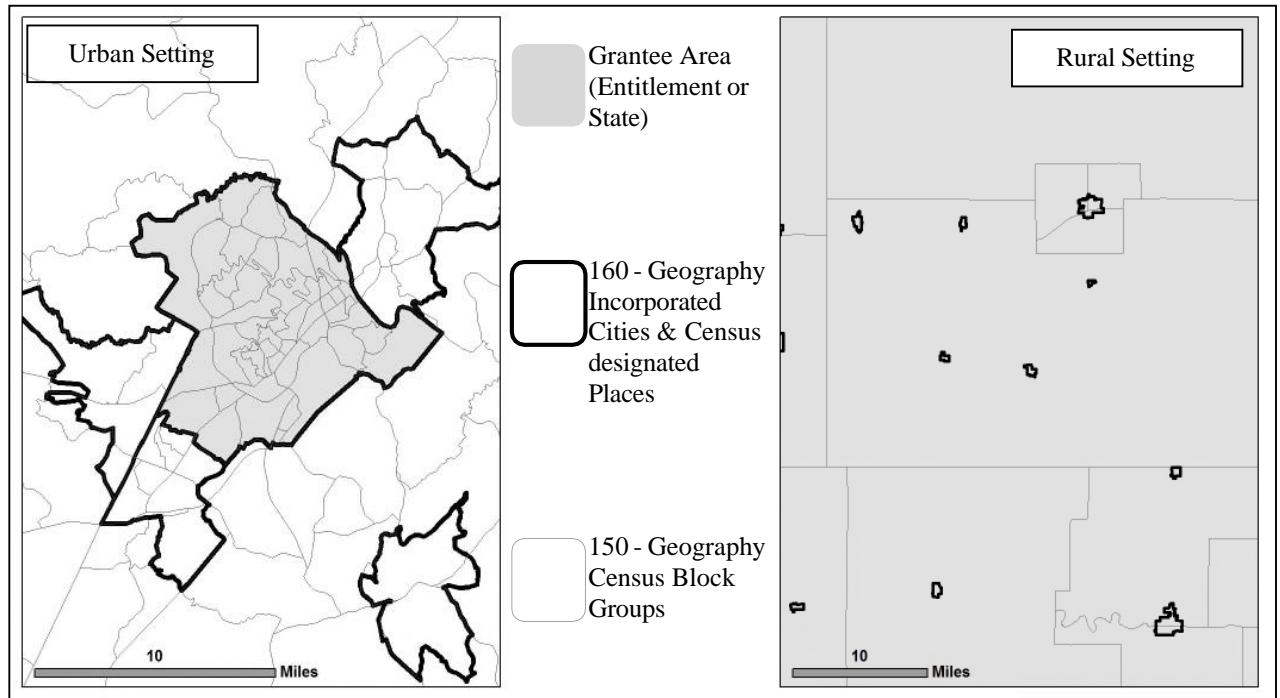 Urban Setting
Grantee Area
(Entitlement or
State)
160 - Geography
Incorporated
Cities & Census
designated
Places
150 - Geography
Census Block
Groups
10
Miles
Rural Setting
10
Miles